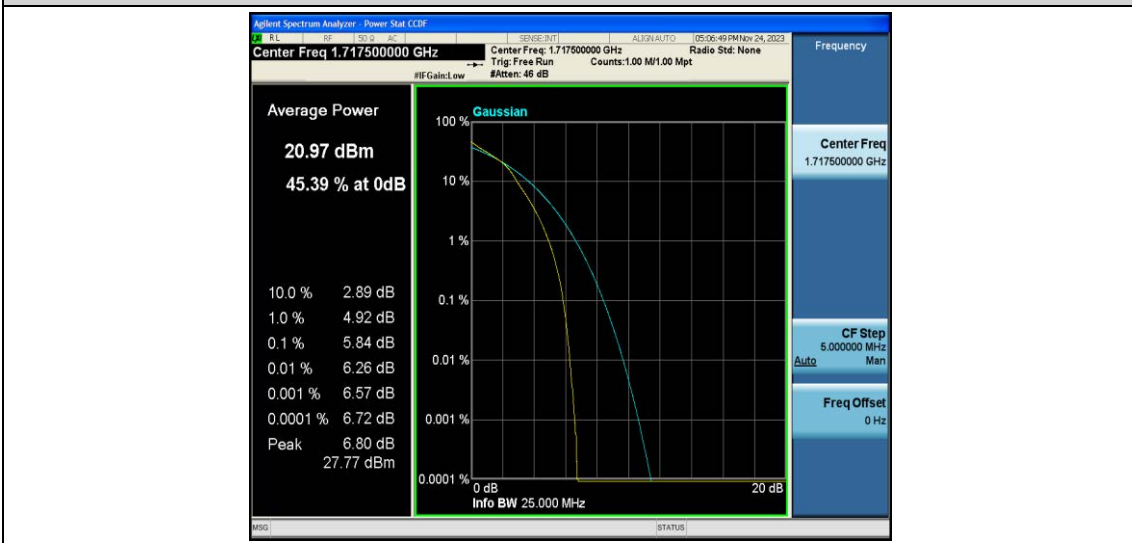 Agilent Spectrum Analyzer - Power Stat CCDF
RL RF 50 Ω AC SENSE:INT ALIGNAUTO 05:06:49 PM Nov 24, 2023
Center Freq 1.717500000 GHz
Center Freq: 1.717500000 GHz Radio Std: None
Trig: Free Run Counts:1.00 M/1.00 Mpt
#IFGain:Low #Atten: 46 dB
Frequency
Average Power
20.97 dBm
45.39 % at 0dB
10.0 % 2.89 dB
1.0 % 4.92 dB
0.1 % 5.84 dB
0.01 % 6.26 dB
0.001 % 6.57 dB
0.0001 % 6.72 dB
Peak 6.80 dB
27.77 dBm
Gaussian
100 %
10 %
1 %
0.1 %
0.01 %
0.001 %
0.0001 %
0 dB 20 dB
Info BW 25.000 MHz
Center Freq
1.717500000 GHz
CF Step
5.000000 MHz
Auto Man
Freq Offset
0 Hz
MSG STATUS